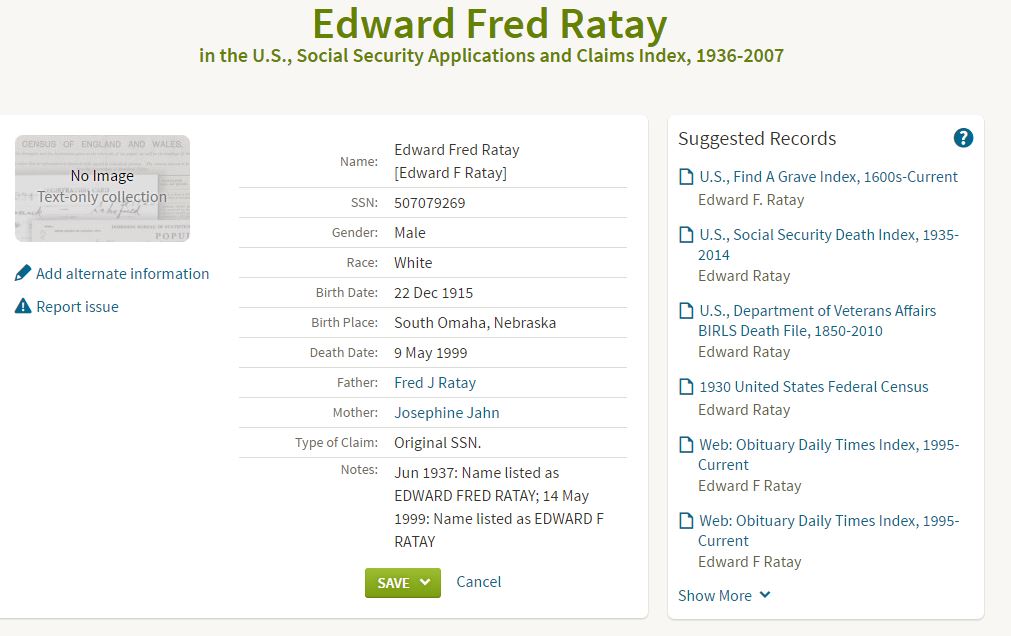 Edward Fred Ratay
in the U.S., Social Security Applications and Claims Index, 1936-2007
CENSUS OF ENGLAND AND WALES,
No Image
Text-only collection
POPUL
Add alternate information
Report issue
Name: Edward Fred Ratay
[Edward F Ratay]
SSN: 507079269
Gender: Male
Race: White
Birth Date: 22 Dec 1915
Birth Place: South Omaha, Nebraska
Death Date: 9 May 1999
Father: Fred J Ratay
Mother: Josephine Jahn
Type of Claim: Original SSN.
Notes: Jun 1937: Name listed as
EDWARD FRED RATAY; 14 May
1999: Name listed as EDWARD F
RATAY
SAVE Cancel
Suggested Records ?
U.S., Find A Grave Index, 1600s-Current
Edward F. Ratay
U.S., Social Security Death Index, 1935-
2014
Edward Ratay
U.S., Department of Veterans Affairs
BIRLS Death File, 1850-2010
Edward Ratay
1930 United States Federal Census
Edward Ratay
Web: Obituary Daily Times Index, 1995-
Current
Edward F Ratay
Web: Obituary Daily Times Index, 1995-
Current
Edward F Ratay
Show More